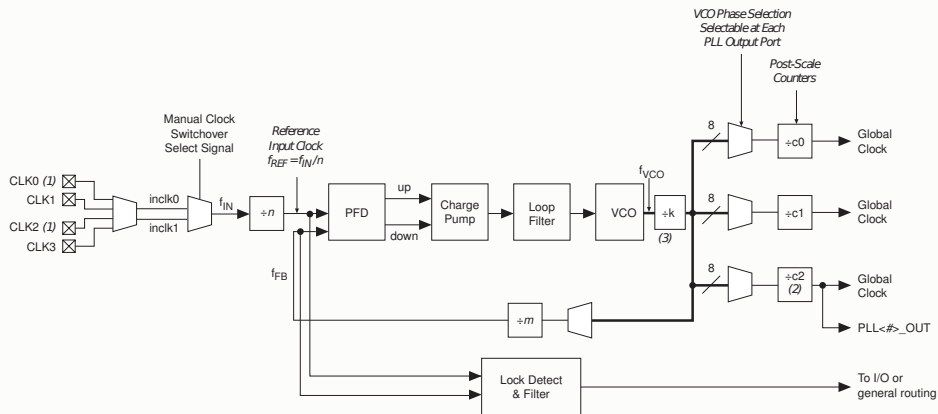 VCO Phase Selection
Selectable at Each
PLL Output Port
Post-Scale
Counters
Manual Clock
Switchover
Select Signal
Reference
Input Clock
fREF = fIN/n
CLK0 (1)
CLK1
CLK2 (1)
CLK3
inclk0
inclk1
fIN
÷n
PFD
up
down
Charge
Pump
Loop
Filter
VCO
fVCO
÷k
(3)
8
÷c0
Global
Clock
8
÷c1
Global
Clock
8
÷c2
(2)
Global
Clock
PLL<#>_OUT
fFB
÷m
Lock Detect
& Filter
To I/O or
general routing